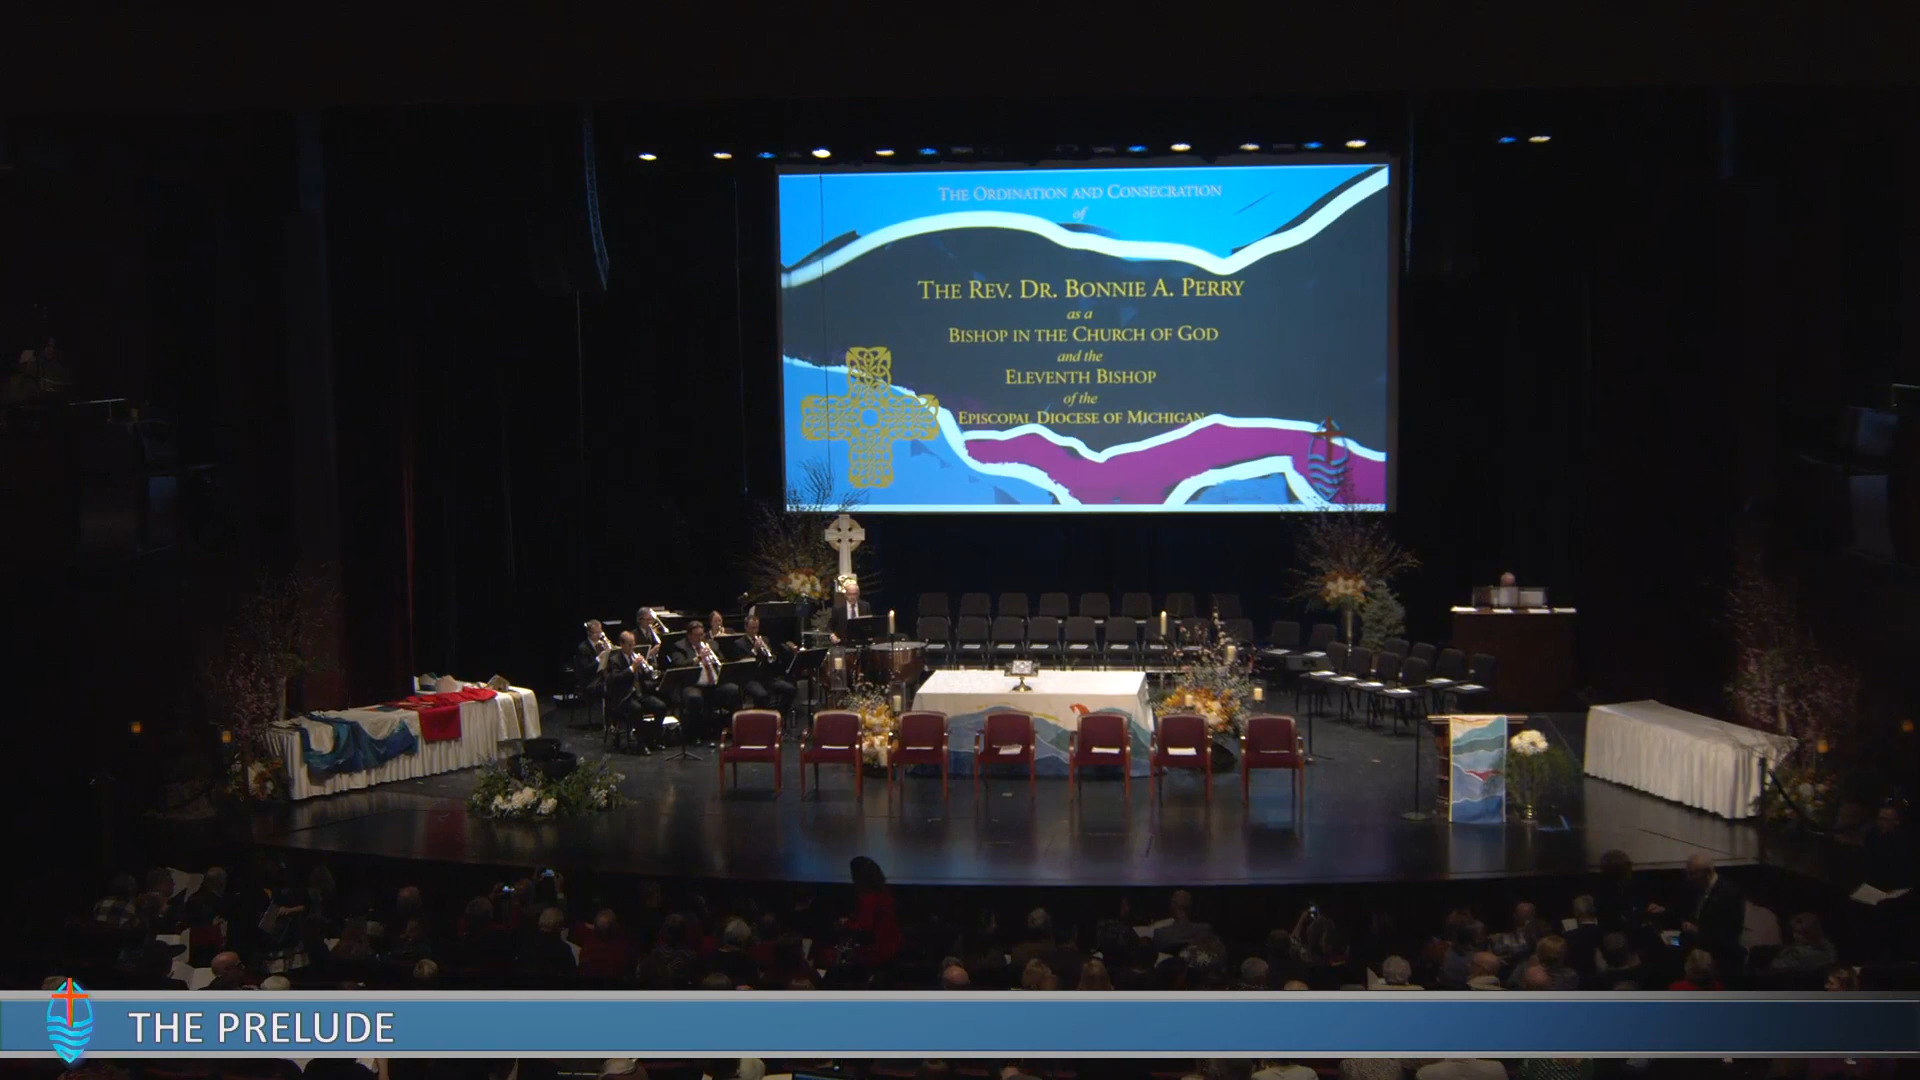 THE ORDINATION AND CONSECRATION
of
THE REV. DR. BONNIE A. PERRY
as a
BISHOP IN THE CHURCH OF GOD
and the
ELEVENTH BISHOP
of the
EPISCOPAL DIOCESE OF MICHIGAN
THE PRELUDE